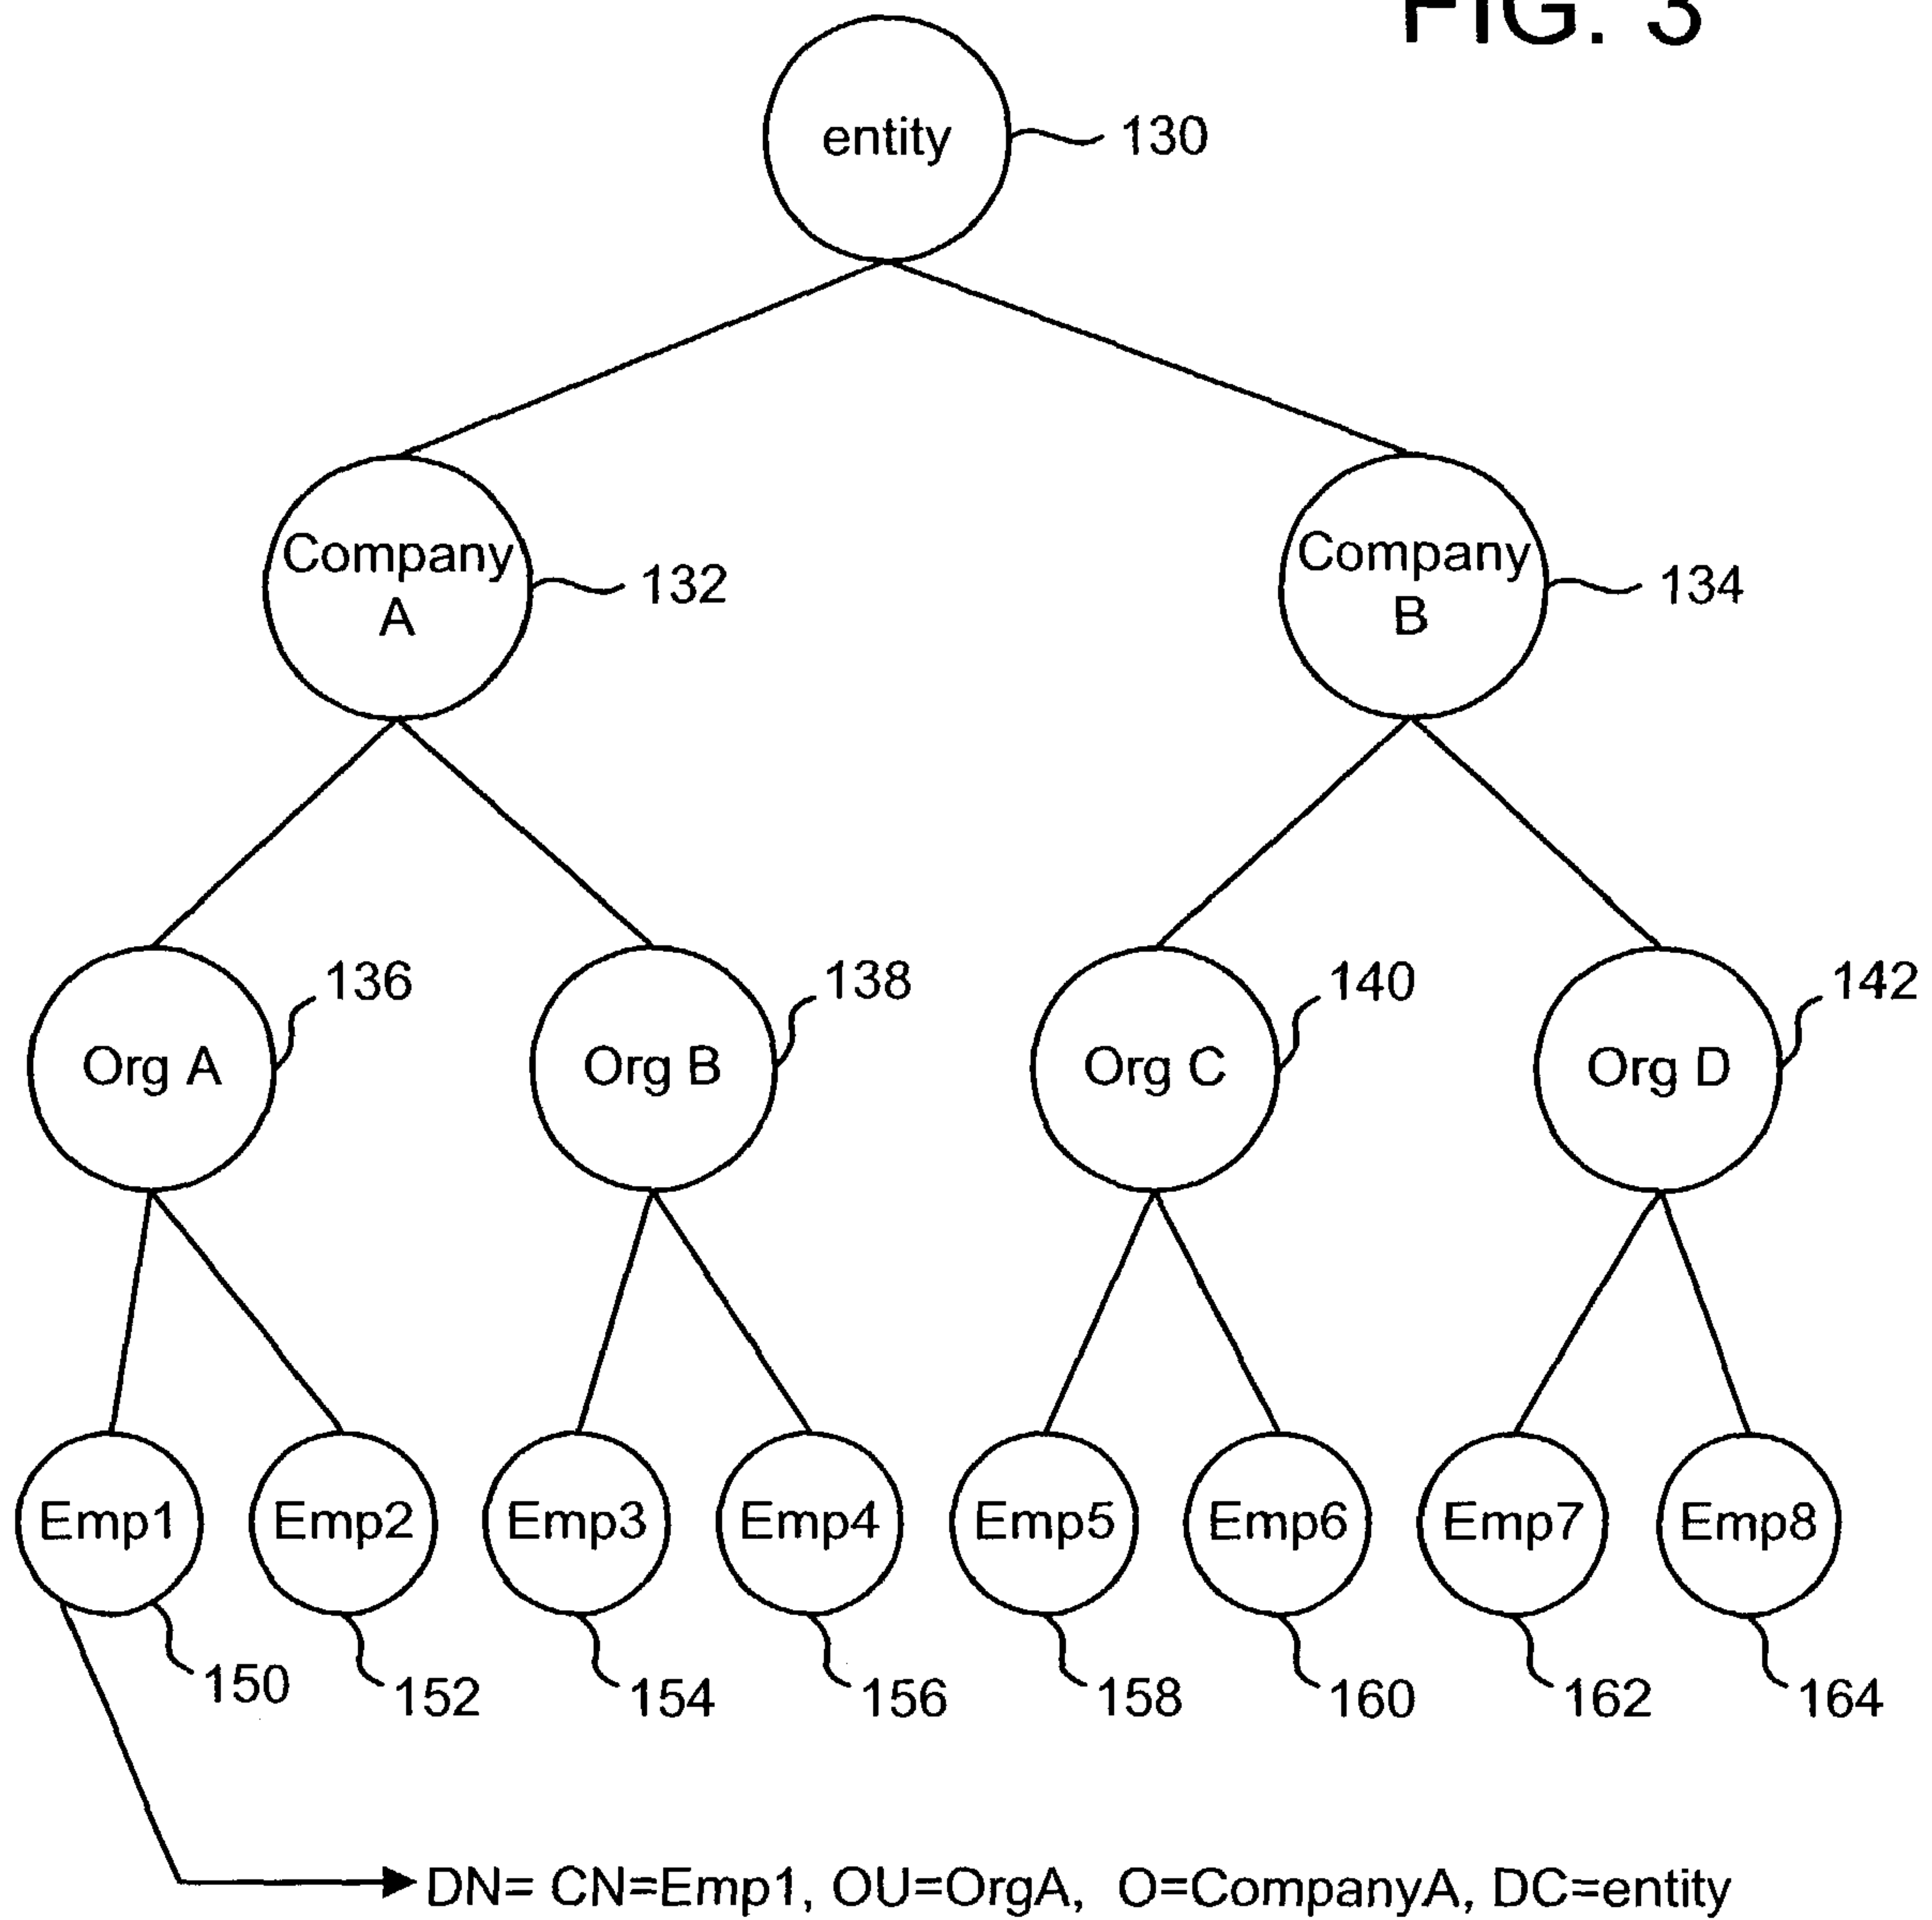 FIG. 3
entity
130
Company
A
132
Company
B
134
136
138
140
142
Org A
Org B
Org C
Org D
Emp1
Emp2
Emp3
Emp4
Emp5
Emp6
Emp7
Emp8
150
152
154
156
158
160
162
164
DN= CN=Emp1, OU=OrgA, O=CompanyA, DC=entity